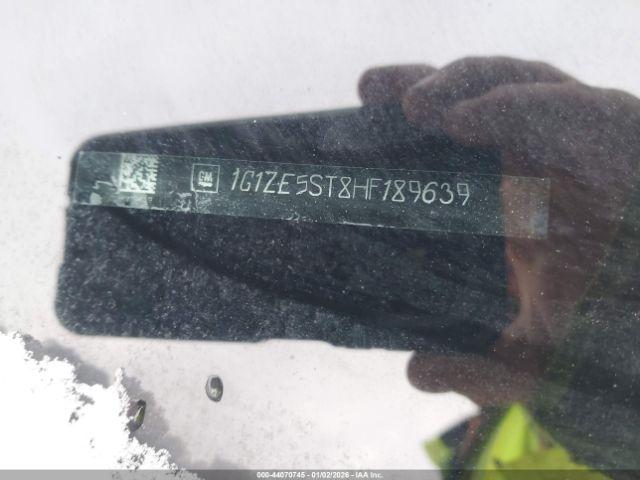 GM 1G1ZE5ST8HF189639
000-44070745 - 01/02/2026 - IAA Inc.